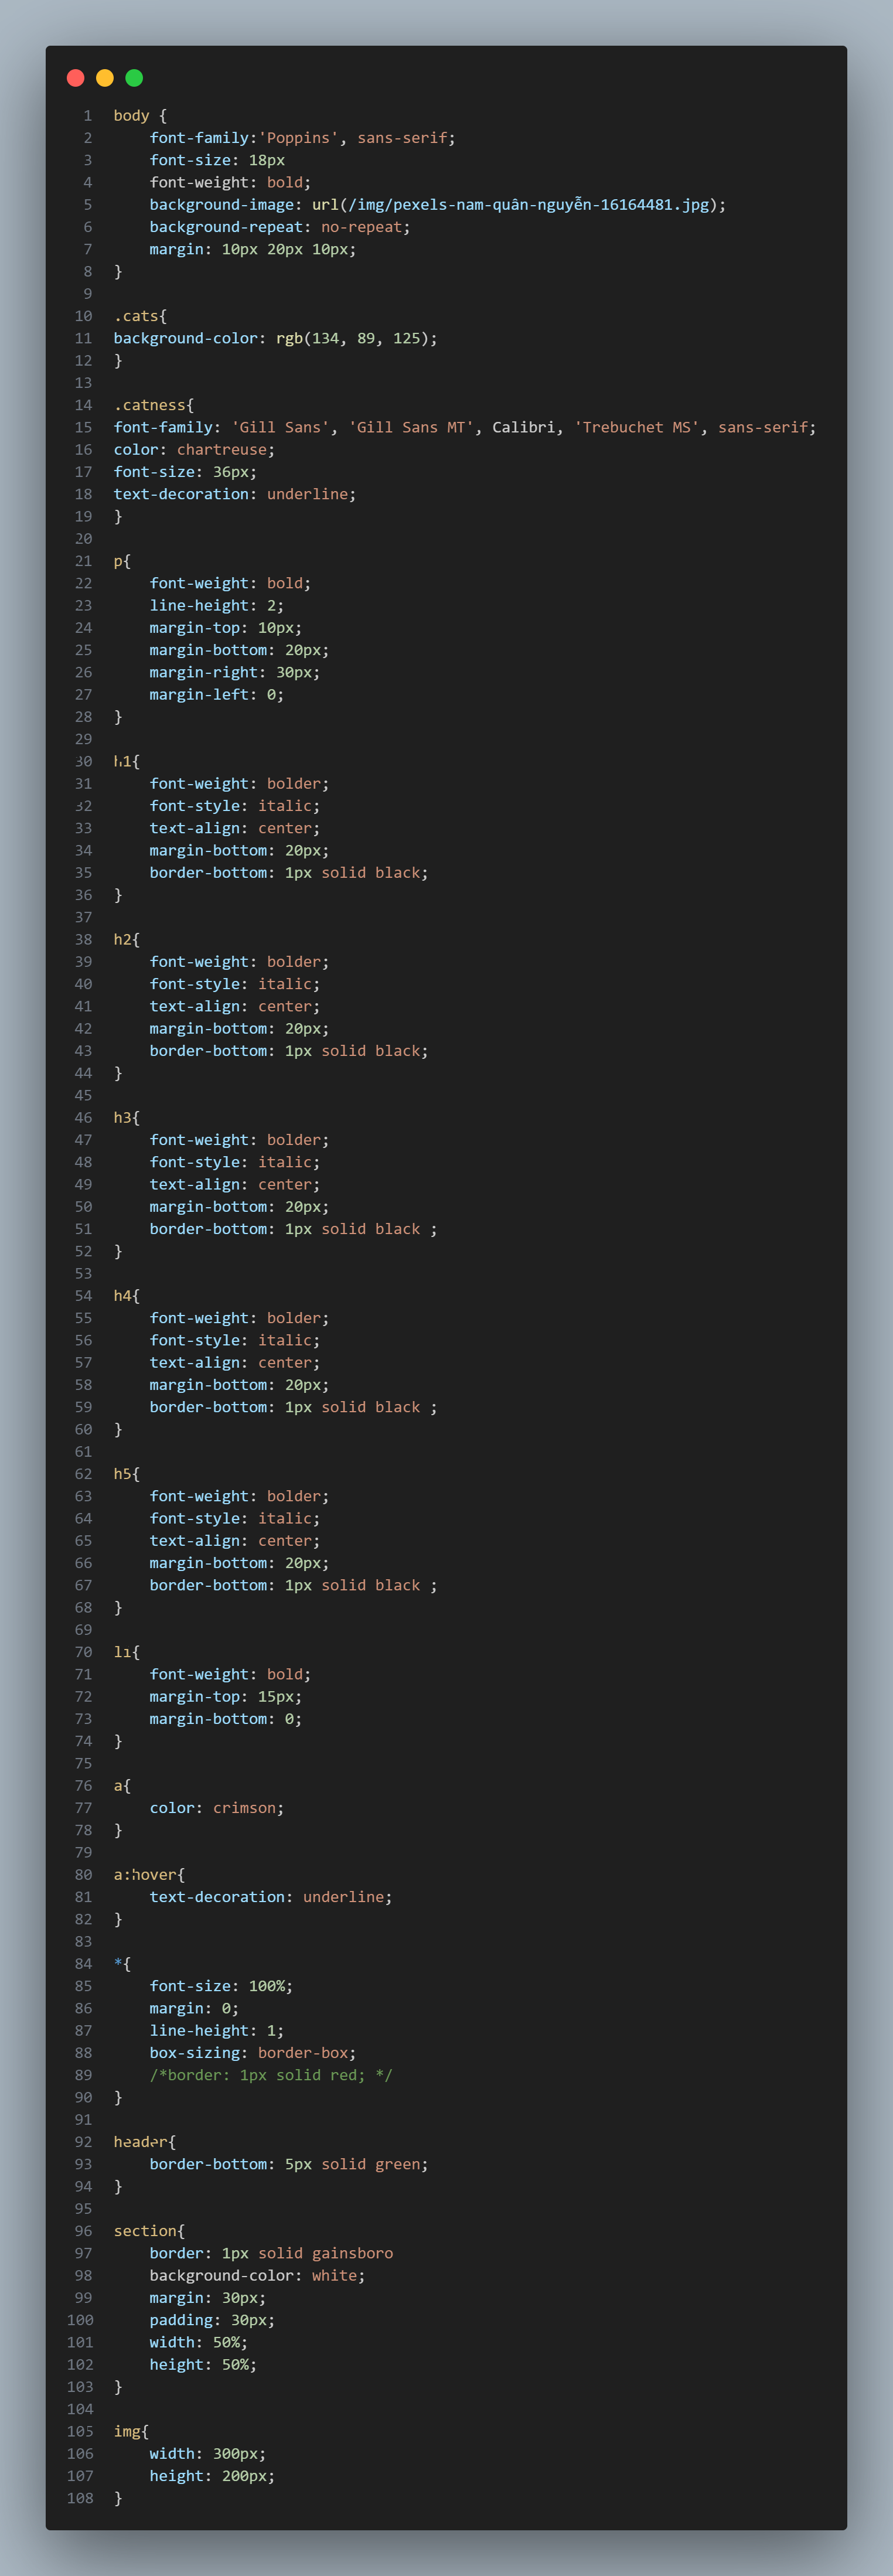 1 body {
2 font-family:'Poppins', sans-serif;
3 font-size: 18px
4 font-weight: bold;
5 background-image: url(/img/pexels-nam-quân-nguyễn-16164481.jpg);
6 background-repeat: no-repeat;
7 margin: 10px 20px 10px;
8 }
9
10 .cats{
11 background-color: rgb(134, 89, 125);
12 }
13
14 .catness{
15 font-family: 'Gill Sans', 'Gill Sans MT', Calibri, 'Trebuchet MS', sans-serif;
16 color: chartreuse;
17 font-size: 36px;
18 text-decoration: underline;
19 }
20
21 p{
22 font-weight: bold;
23 line-height: 2;
24 margin-top: 10px;
25 margin-bottom: 20px;
26 margin-right: 30px;
27 margin-left: 0;
28 }
29
30 h1{
31 font-weight: bolder;
32 font-style: italic;
33 text-align: center;
34 margin-bottom: 20px;
35 border-bottom: 1px solid black;
36 }
37
38 h2{
39 font-weight: bolder;
40 font-style: italic;
41 text-align: center;
42 margin-bottom: 20px;
43 border-bottom: 1px solid black;
44 }
45
46 h3{
47 font-weight: bolder;
48 font-style: italic;
49 text-align: center;
50 margin-bottom: 20px;
51 border-bottom: 1px solid black ;
52 }
53
54 h4{
55 font-weight: bolder;
56 font-style: italic;
57 text-align: center;
58 margin-bottom: 20px;
59 border-bottom: 1px solid black ;
60 }
61
62 h5{
63 font-weight: bolder;
64 font-style: italic;
65 text-align: center;
66 margin-bottom: 20px;
67 border-bottom: 1px solid black ;
68 }
69
70 li{
71 font-weight: bold;
72 margin-top: 15px;
73 margin-bottom: 0;
74 }
75
76 a{
77 color: crimson;
78 }
79
80 a:hover{
81 text-decoration: underline;
82 }
83
84 *{
85 font-size: 100%;
86 margin: 0;
87 line-height: 1;
88 box-sizing: border-box;
89 /*border: 1px solid red; */
90 }
91
92 header{
93 border-bottom: 5px solid green;
94 }
95
96 section{
97 border: 1px solid gainsboro
98 background-color: white;
99 margin: 30px;
100 padding: 30px;
101 width: 50%;
102 height: 50%;
103 }
104
105 img{
106 width: 300px;
107 height: 200px;
108 }